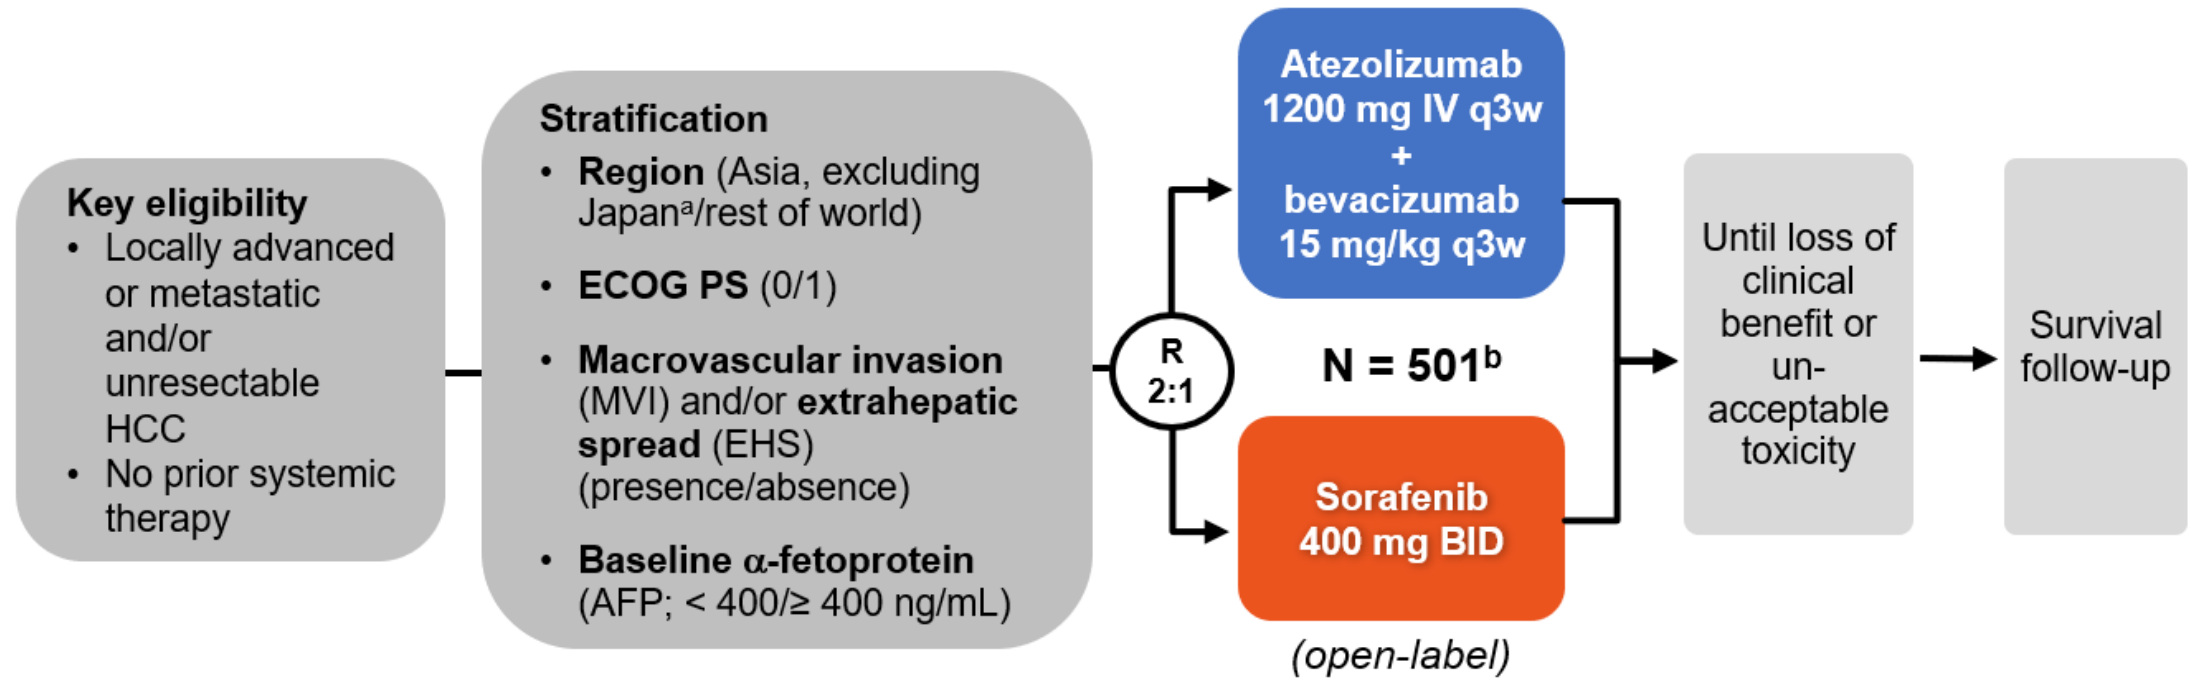 Key eligibility
• Locally advanced
or metastatic
and/or
unresectable
HCC
• No prior systemic
therapy
Stratification
• Region (Asia, excluding
Japanᵃ/rest of world)
• ECOG PS (0/1)
• Macrovascular invasion
(MVI) and/or extrahepatic
spread (EHS)
(presence/absence)
• Baseline α-fetoprotein
(AFP; < 400/≥ 400 ng/mL)
R
2:1
Atezolizumab
1200 mg IV q3w
+
bevacizumab
15 mg/kg q3w
N = 501ᵇ
Sorafenib
400 mg BID
(open-label)
Until loss of
clinical
benefit or
un-
acceptable
toxicity
Survival
follow-up